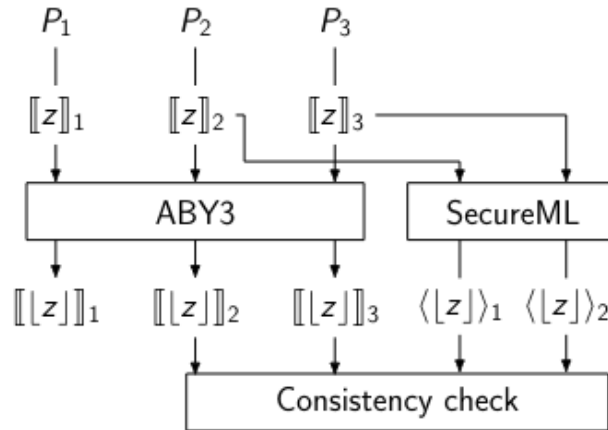 P₁ P₂ P₃
⟦z⟧₁ ⟦z⟧₂ ⟦z⟧₃
ABY3 SecureML
⟦⌊z⌋⟧₁ ⟦⌊z⌋⟧₂ ⟦⌊z⌋⟧₃ ⟨⌊z⌋⟩₁ ⟨⌊z⌋⟩₂
Consistency check